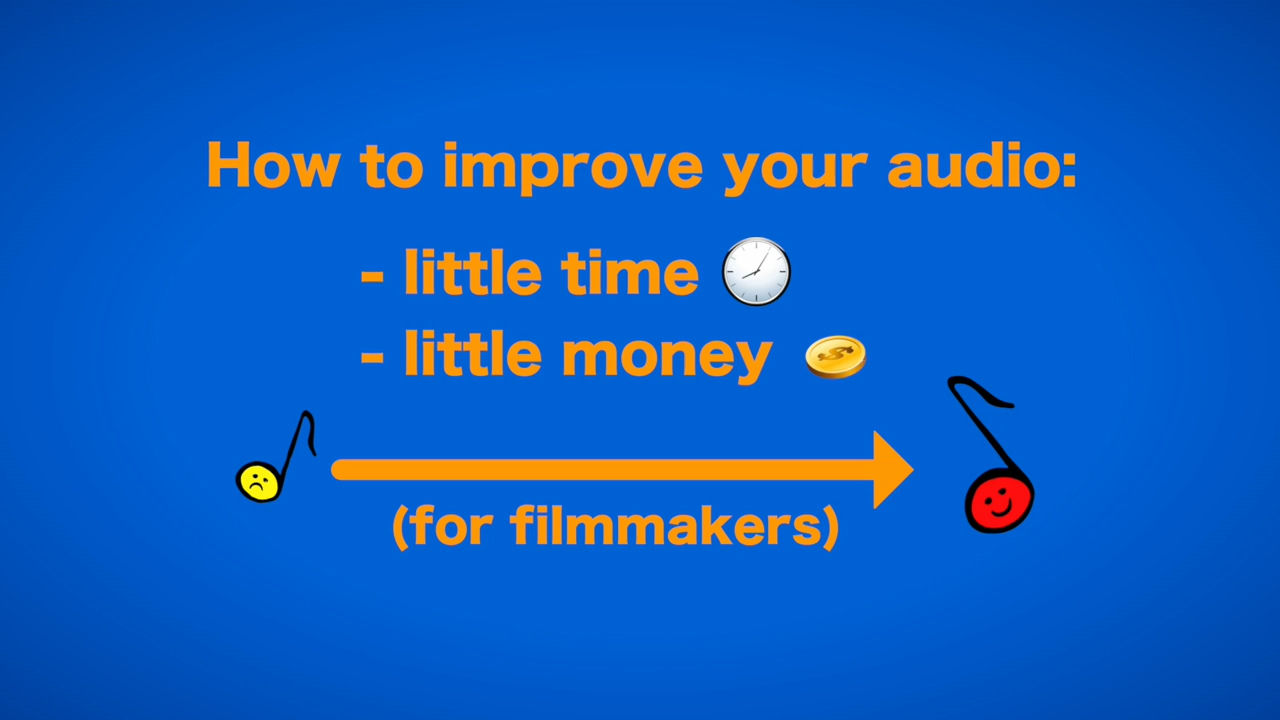 How to improve your audio:
- little time
- little money
(for filmmakers)